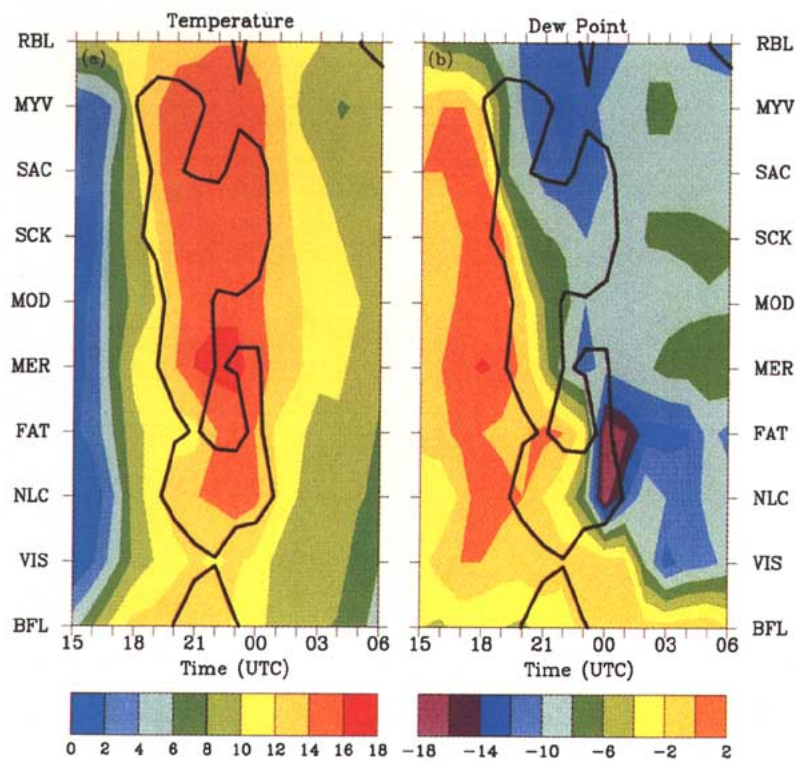 Temperature
Dew Point
RBL (a) (b) RBL
MYV MYV
SAC SAC
SCK SCK
MOD MOD
MER MER
FAT FAT
NLC NLC
VIS VIS
BFL BFL
15 18 21 00 03 06 15 18 21 00 03 06
Time (UTC) Time (UTC)
0 2 4 6 8 10 12 14 16 18 -18 -14 -10 -6 -2 2